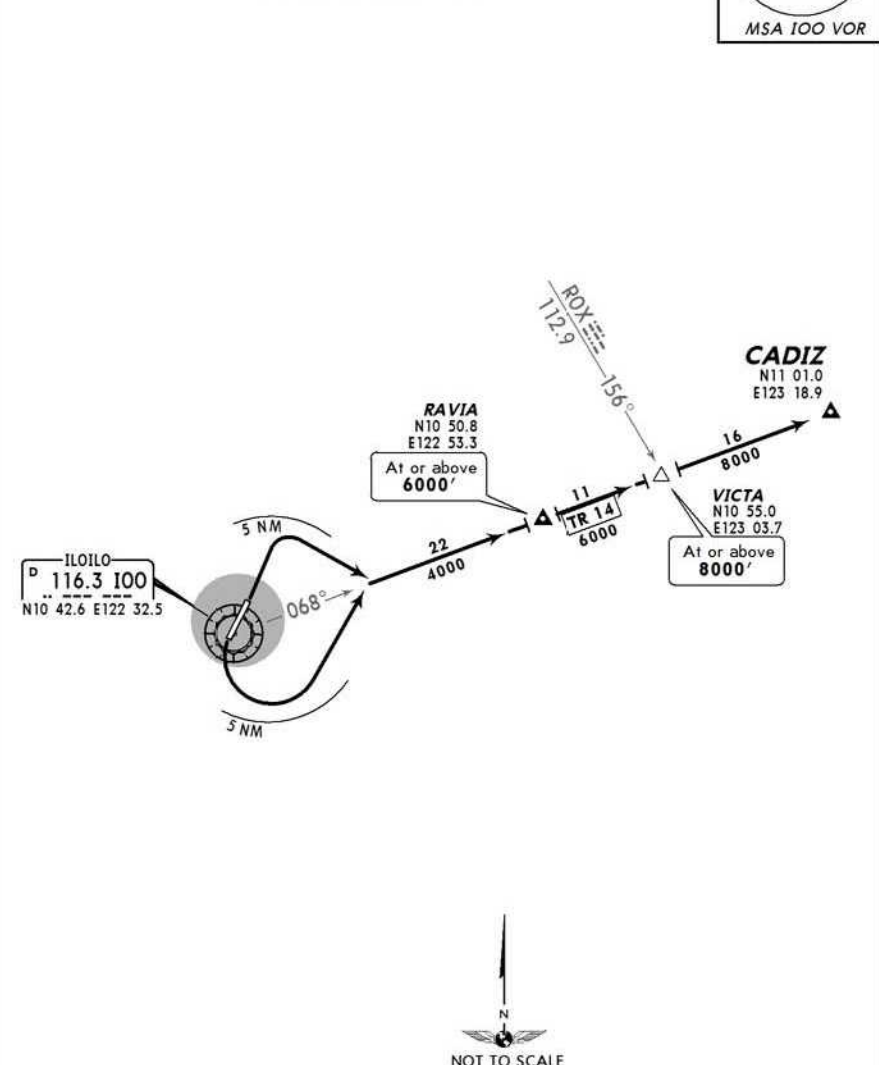 MSA IOO VOR
ROX
112.9
156°
CADIZ
N11 01.0
E123 18.9
16
8000
RAVIA
N10 50.8
E122 53.3
At or above
6000'
11
TR 14
6000
VICTA
N10 55.0
E123 03.7
At or above
8000'
5 NM
22
4000
ILOILO
D 116.3 IOO
N10 42.6 E122 32.5
068°
5 NM
N
NOT TO SCALE